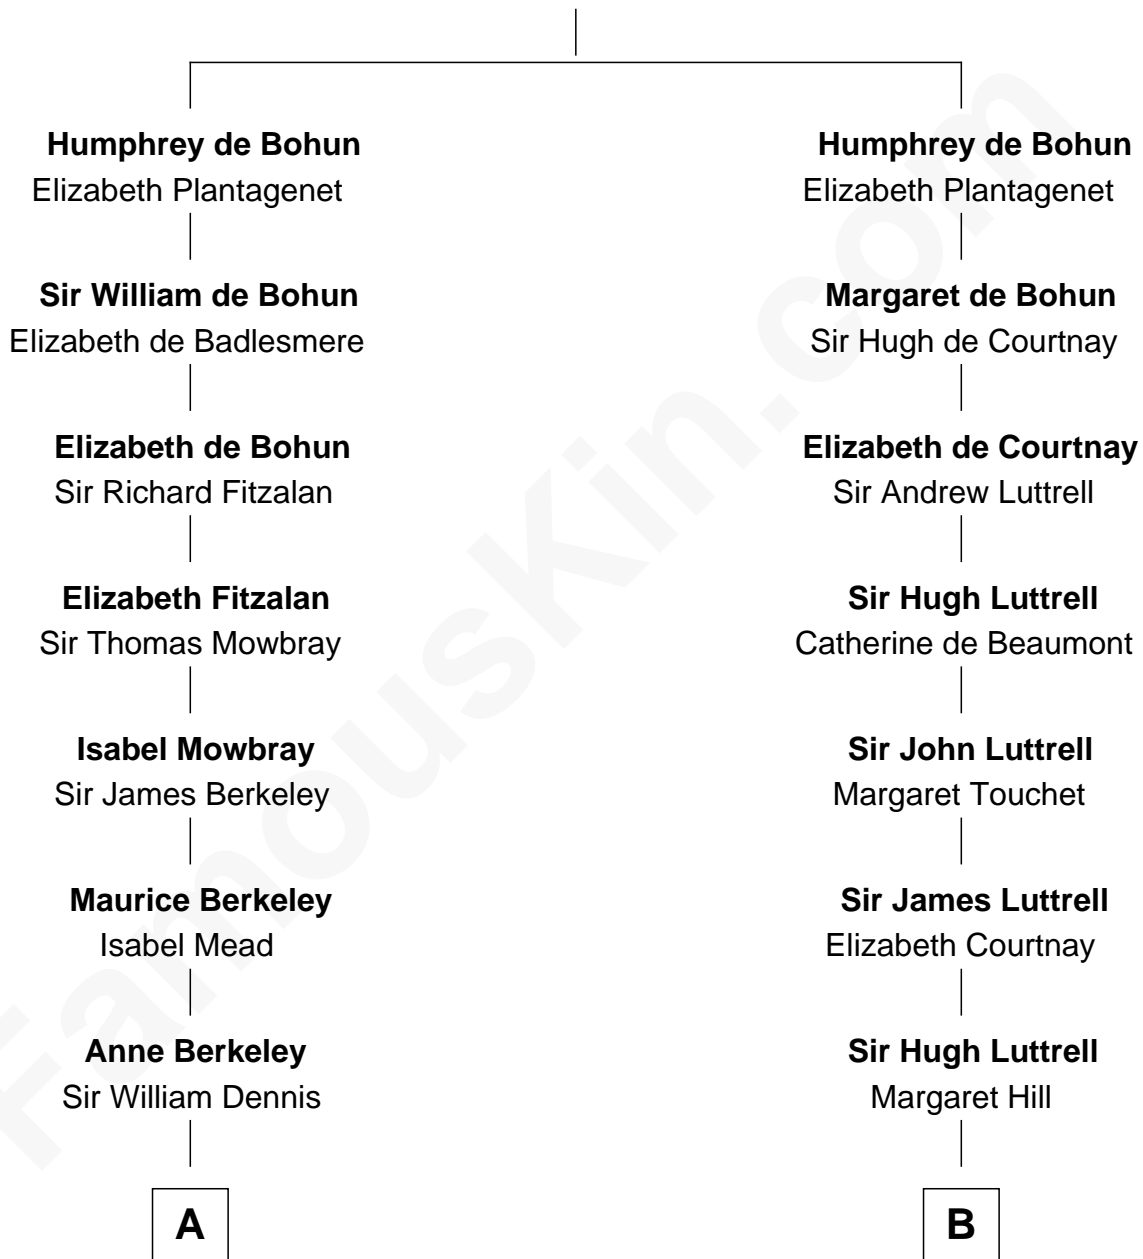 Humphrey de Bohun
Elizabeth Plantagenet
Sir William de Bohun
Elizabeth de Badlesmere
Elizabeth de Bohun
Sir Richard Fitzalan
Elizabeth Fitzalan
Sir Thomas Mowbray
Isabel Mowbray
Sir James Berkeley
Maurice Berkeley
Isabel Mead
Anne Berkeley
Sir William Dennis
A
Humphrey de Bohun
Elizabeth Plantagenet
Margaret de Bohun
Sir Hugh de Courtnay
Elizabeth de Courtnay
Sir Andrew Luttrell
Sir Hugh Luttrell
Catherine de Beaumont
Sir John Luttrell
Margaret Touchet
Sir James Luttrell
Elizabeth Courtnay
Sir Hugh Luttrell
Margaret Hill
B
FamousKin.com